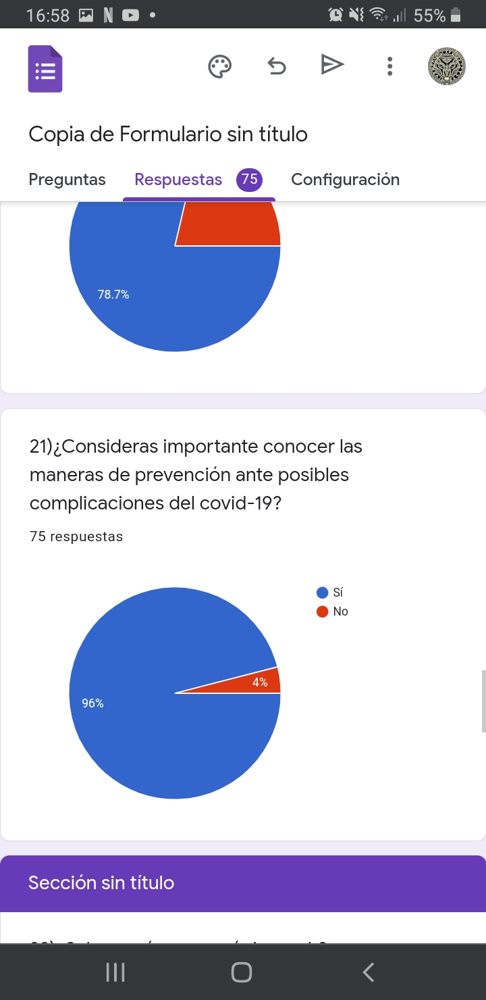 16:58
55%
Copia de Formulario sin título
Preguntas Respuestas 75 Configuración
78.7%
21)¿Consideras importante conocer las
maneras de prevención ante posibles
complicaciones del covid-19?
75 respuestas
Sí
No
4%
96%
Sección sin título